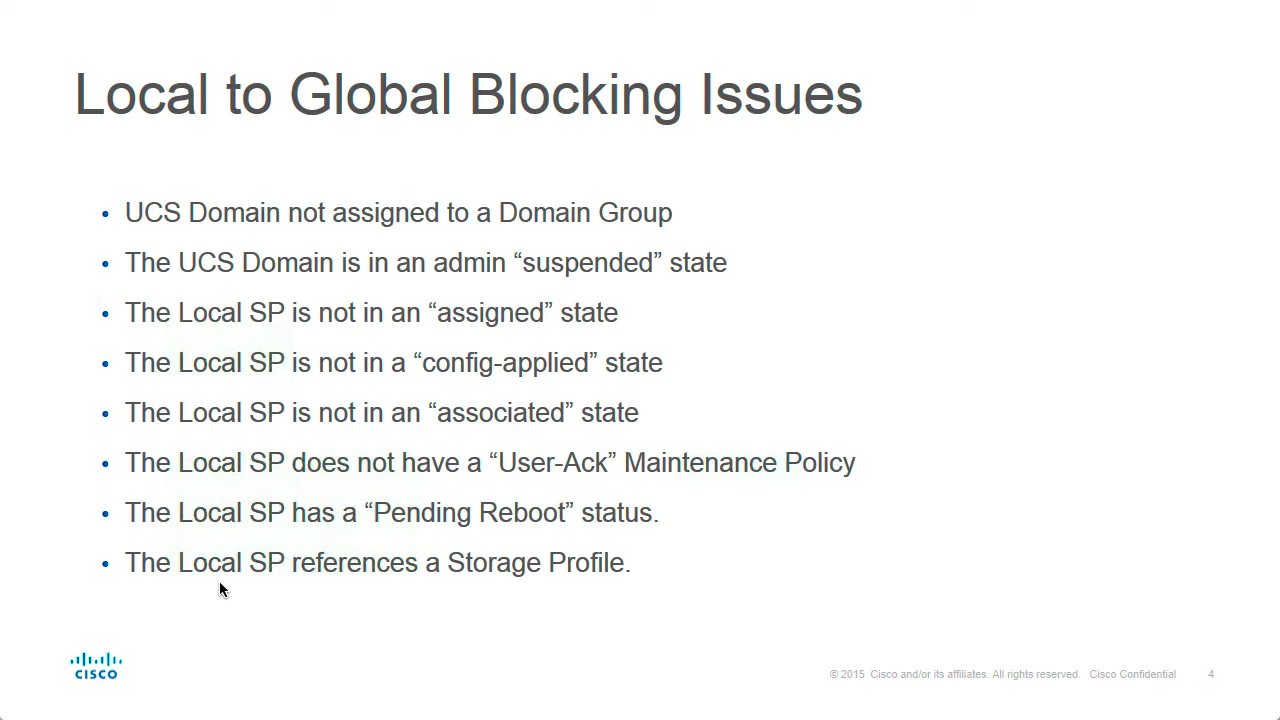 Local to Global Blocking Issues
• UCS Domain not assigned to a Domain Group
• The UCS Domain is in an admin “suspended” state
• The Local SP is not in an “assigned” state
• The Local SP is not in a “config-applied” state
• The Local SP is not in an “associated” state
• The Local SP does not have a “User-Ack” Maintenance Policy
• The Local SP has a “Pending Reboot” status.
• The Local SP references a Storage Profile.
CISCO
© 2015 Cisco and/or its affiliates. All rights reserved. Cisco Confidential 4